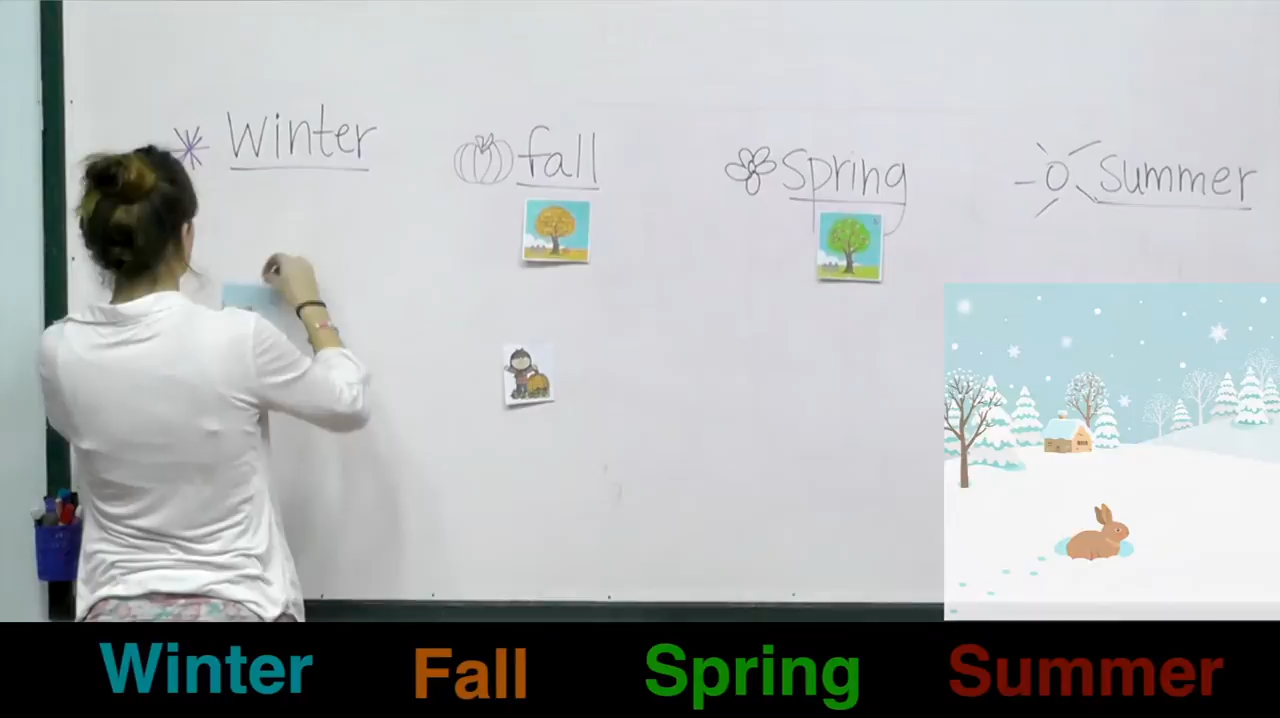 Winter
fall
Spring
Summer
Winter Fall Spring Summer